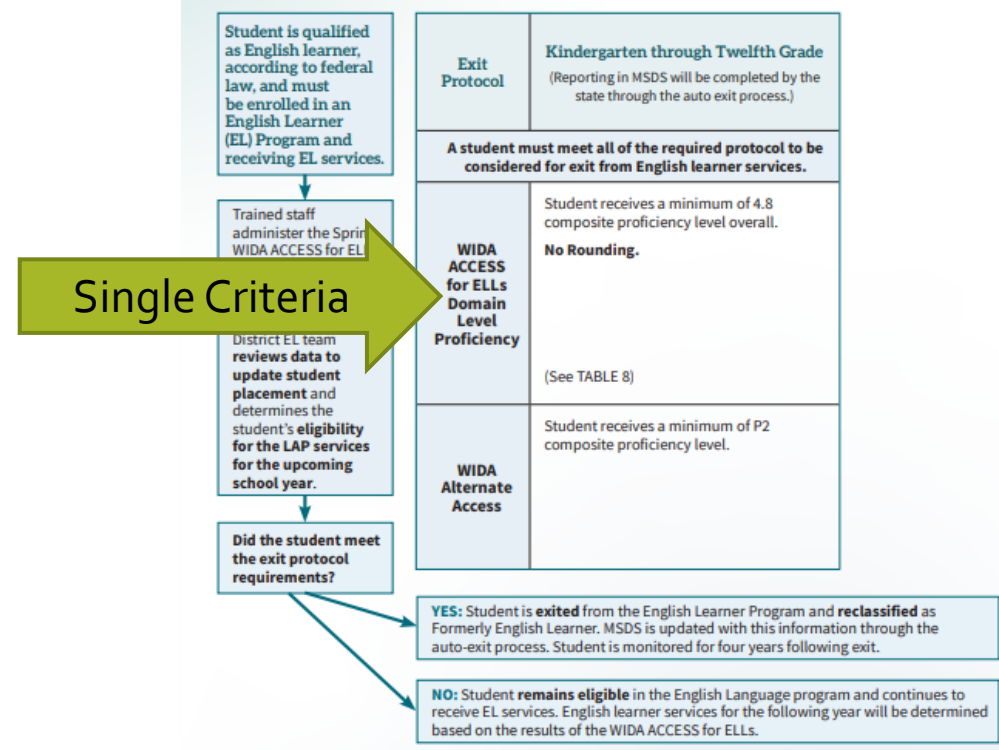 Student is qualified
as English learner,
according to federal
law, and must
be enrolled in an
English Learner
(EL) Program and
receiving EL services.
Trained staff
administer the Spring
WIDA ACCESS for ELL
Single Criteria
District EL team
reviews data to
update student
placement and
determines the
student's eligibility
for the LAP services
for the upcoming
school year.
Did the student meet
the exit protocol
requirements?
Exit
Protocol
Kindergarten through Twelfth Grade
(Reporting in MSDS will be completed by the
state through the auto exit process.)
A student must meet all of the required protocol to be
considered for exit from English learner services.
WIDA
ACCESS
for ELLs
Domain
Level
Proficiency
Student receives a minimum of 4.8
composite proficiency level overall.
No Rounding.
(See TABLE 8)
WIDA
Alternate
Access
Student receives a minimum of P2
composite proficiency level.
YES: Student is exited from the English Learner Program and reclassified as
Formerly English Learner. MSDS is updated with this information through the
auto-exit process. Student is monitored for four years following exit.
NO: Student remains eligible in the English Language program and continues to
receive EL services. English learner services for the following year will be determined
based on the results of the WIDA ACCESS for ELLs.